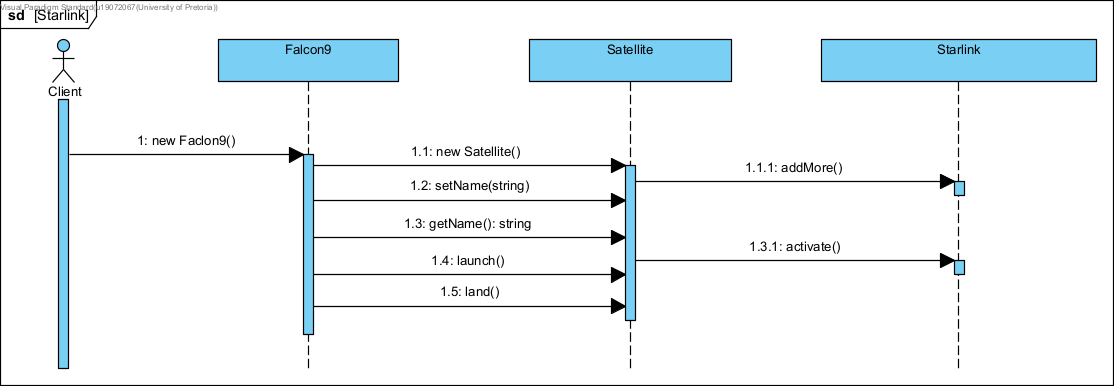 Visual Paradigm Standard(u19072067(University of Pretoria))
sd [Starlink]
Client
Falcon9
Satellite
Starlink
1: new Faclon9()
1.1: new Satellite()
1.1.1: addMore()
1.2: setName(string)
1.3: getName(): string
1.3.1: activate()
1.4: launch()
1.5: land()